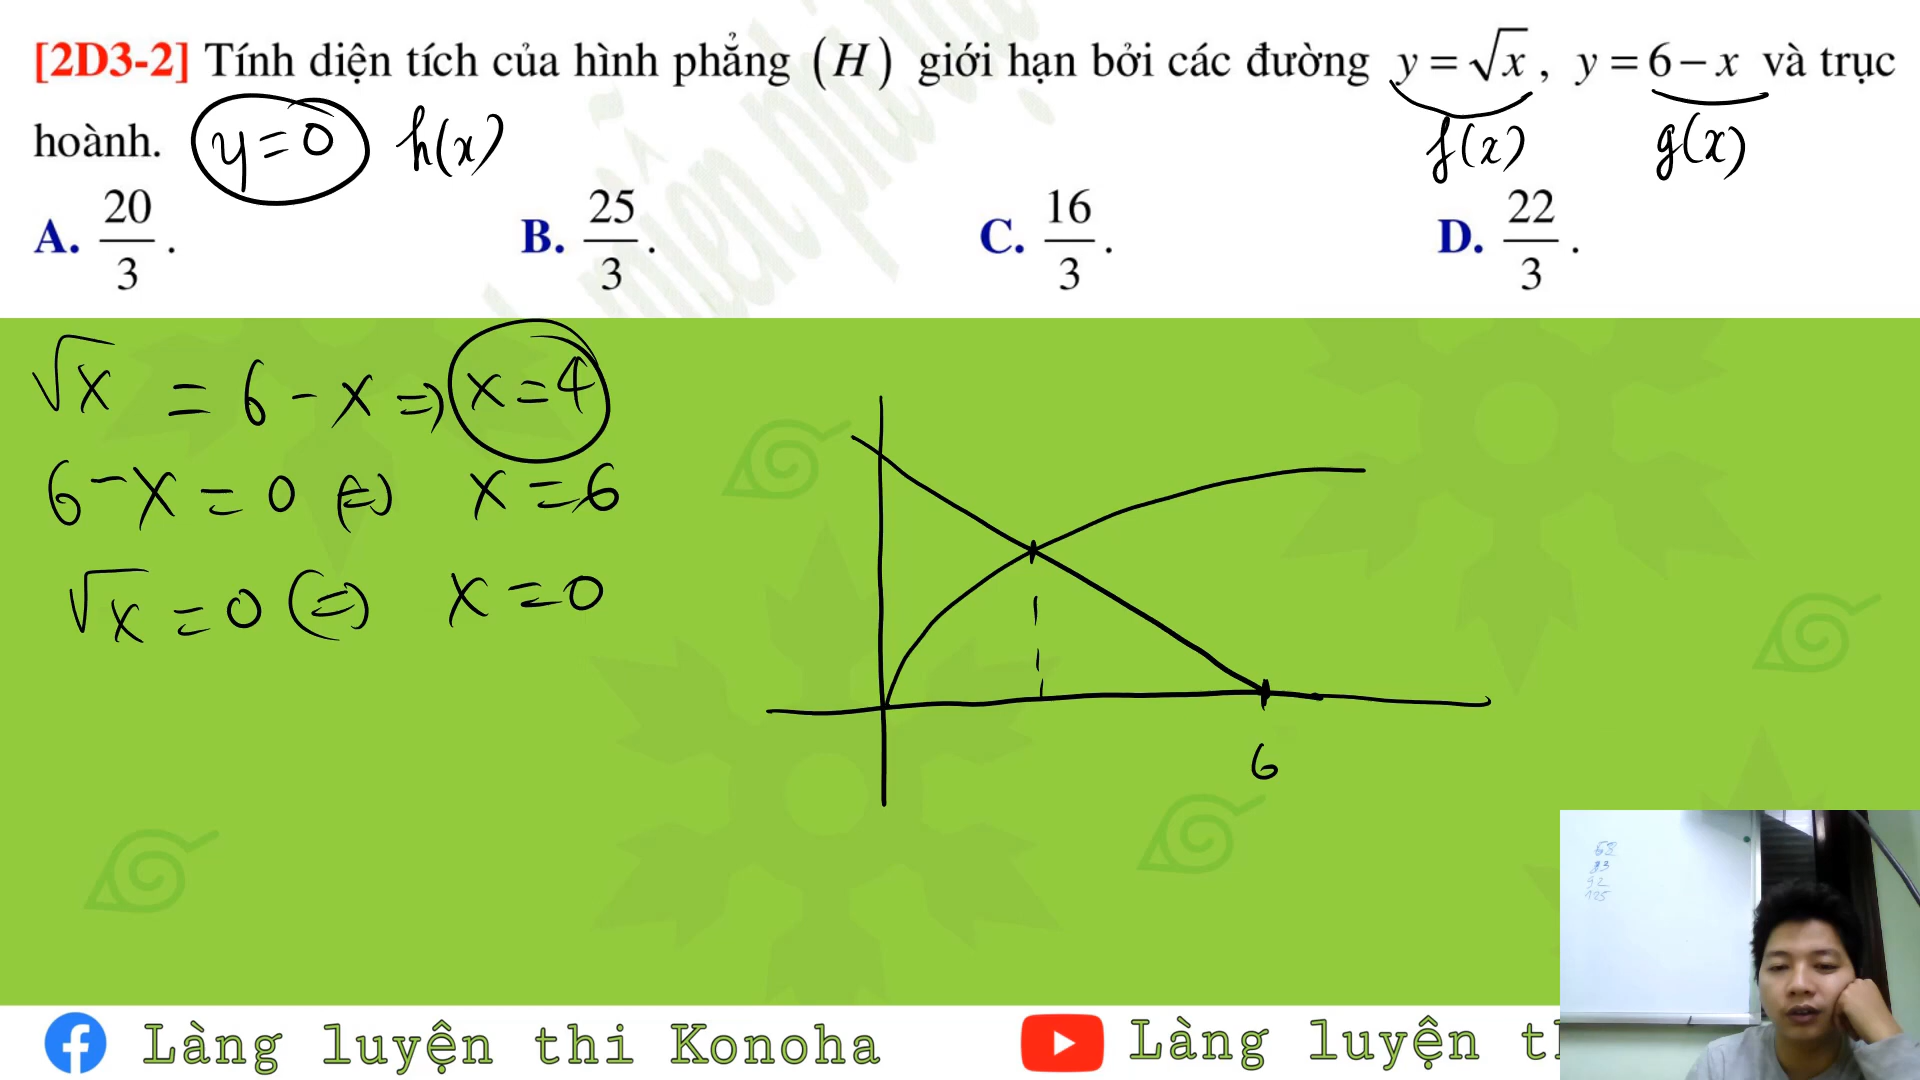 [2D3-2] Tính diện tích của hình phẳng (H) giới hạn bởi các đường y = √x , y = 6 − x và trục
hoành. y = 0 h(x) f(x) g(x)
A. 20/3 . B. 25/3 . C. 16/3 . D. 22/3 .
√x = 6 - x => x = 4
6 - x = 0 <=> x = 6
√x = 0 <=> x = 0
6
Làng luyện thi Konoha Làng luyện t